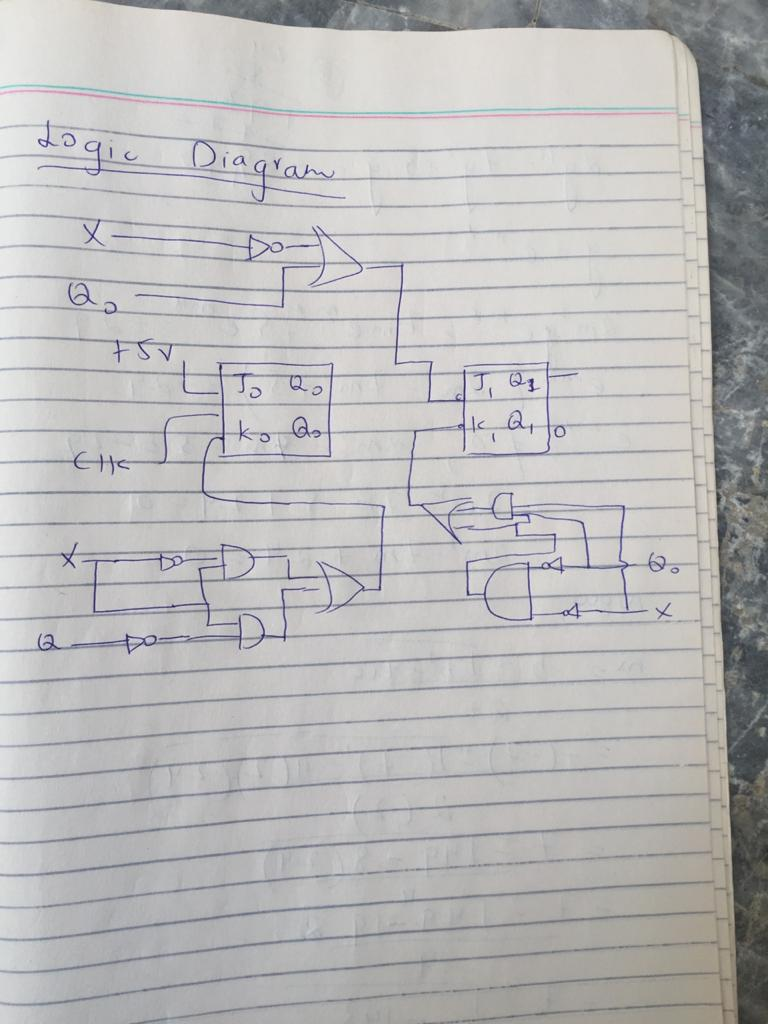 Logic Diagram
X
Q0
+5V
J0 Q0
K0 Q0
Clk
J1 Q1
K1 Q1
X
Q
Q0
X